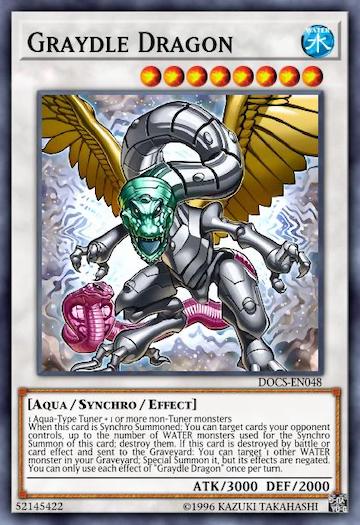 GRAYDLE DRAGON
WATER
水
DOCS-EN048
[AQUA / SYNCHRO / EFFECT]
1 Aqua-Type Tuner + 1 or more non-Tuner monsters
When this card is Synchro Summoned: You can target cards your opponent
controls, up to the number of WATER monsters used for the Synchro
Summon of this card; destroy them. If this card is destroyed by battle or
card effect and sent to the Graveyard: You can target 1 other WATER
monster in your Graveyard; Special Summon it, but its effects are negated.
You can only use each effect of "Graydle Dragon" once per turn.
ATK/3000 DEF/2000
52145422
©1996 KAZUKI TAKAHASHI